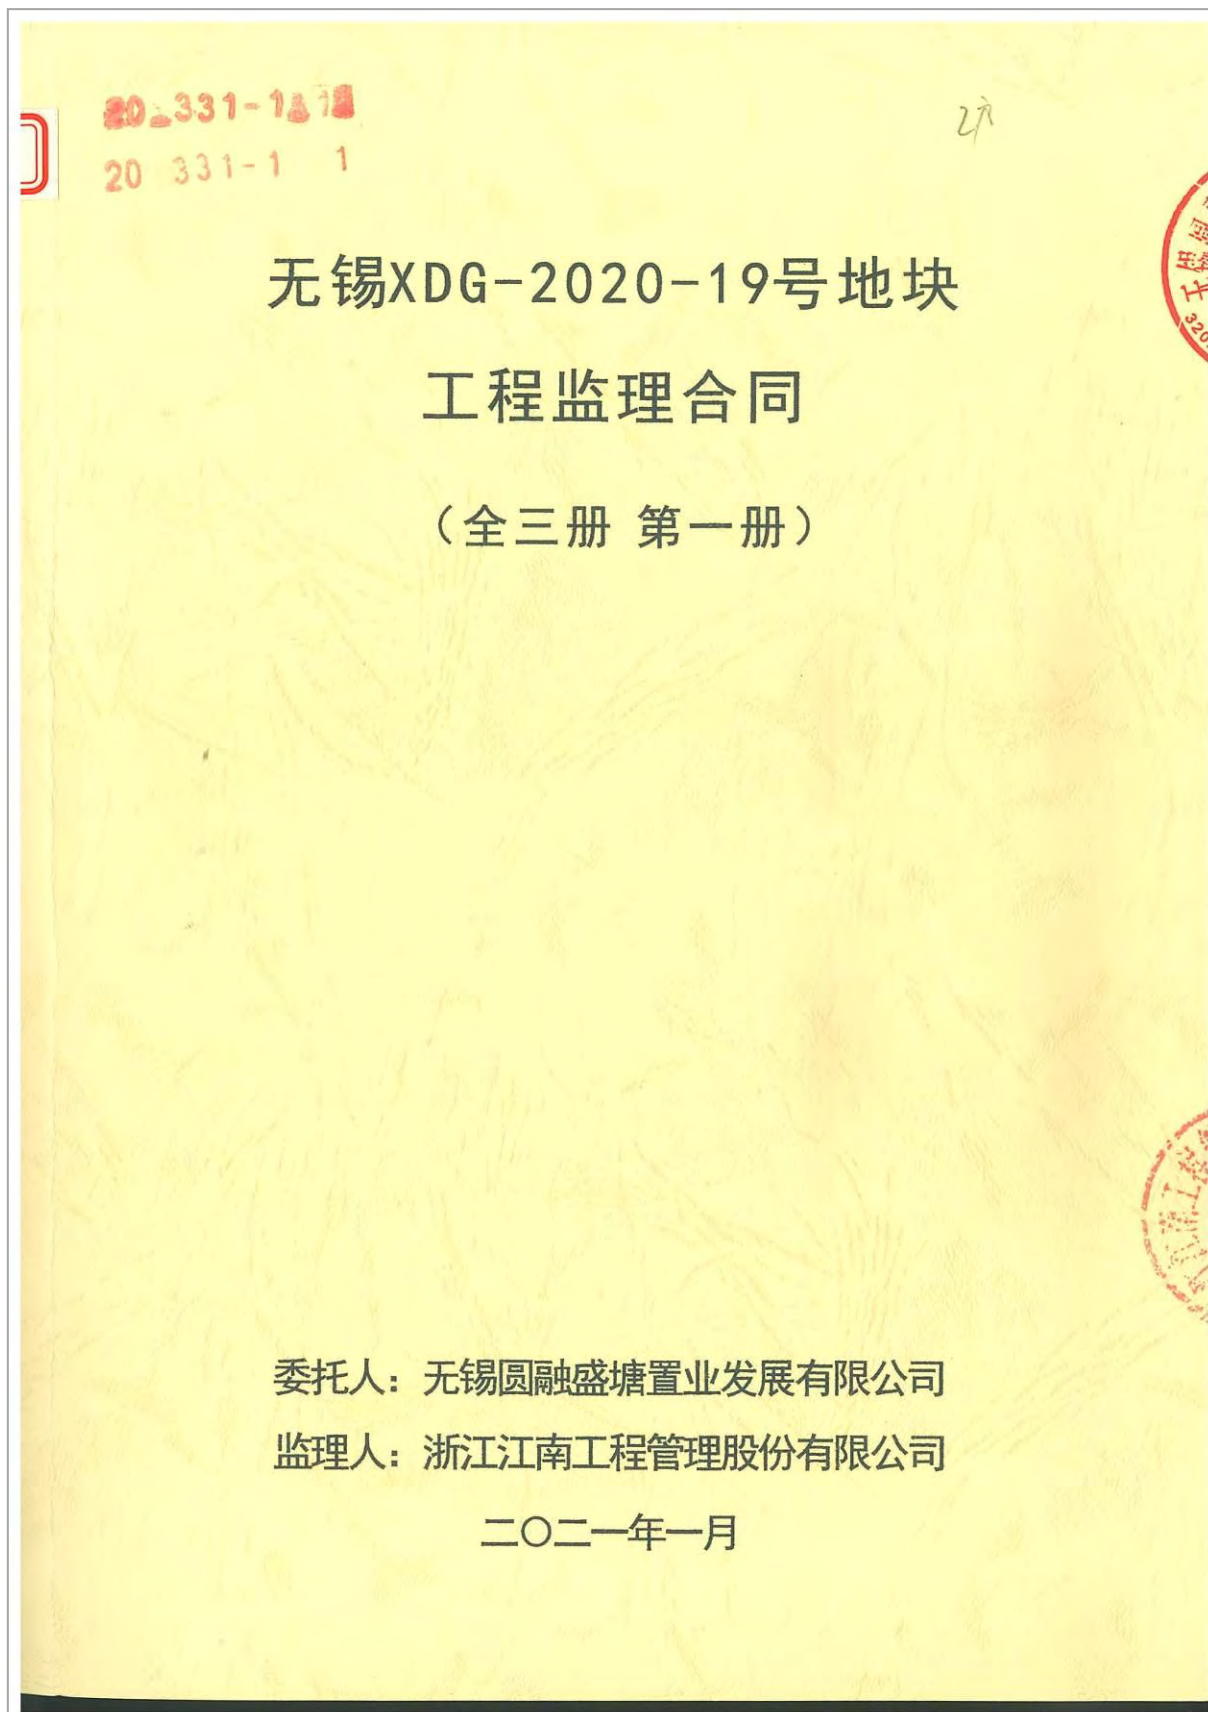 20 331-1 1
无锡XDG-2020-19号地块
工程监理合同
（全三册 第一册）
委托人：无锡圆融盛塘置业发展有限公司
监理人：浙江江南工程管理股份有限公司
二〇二一年一月